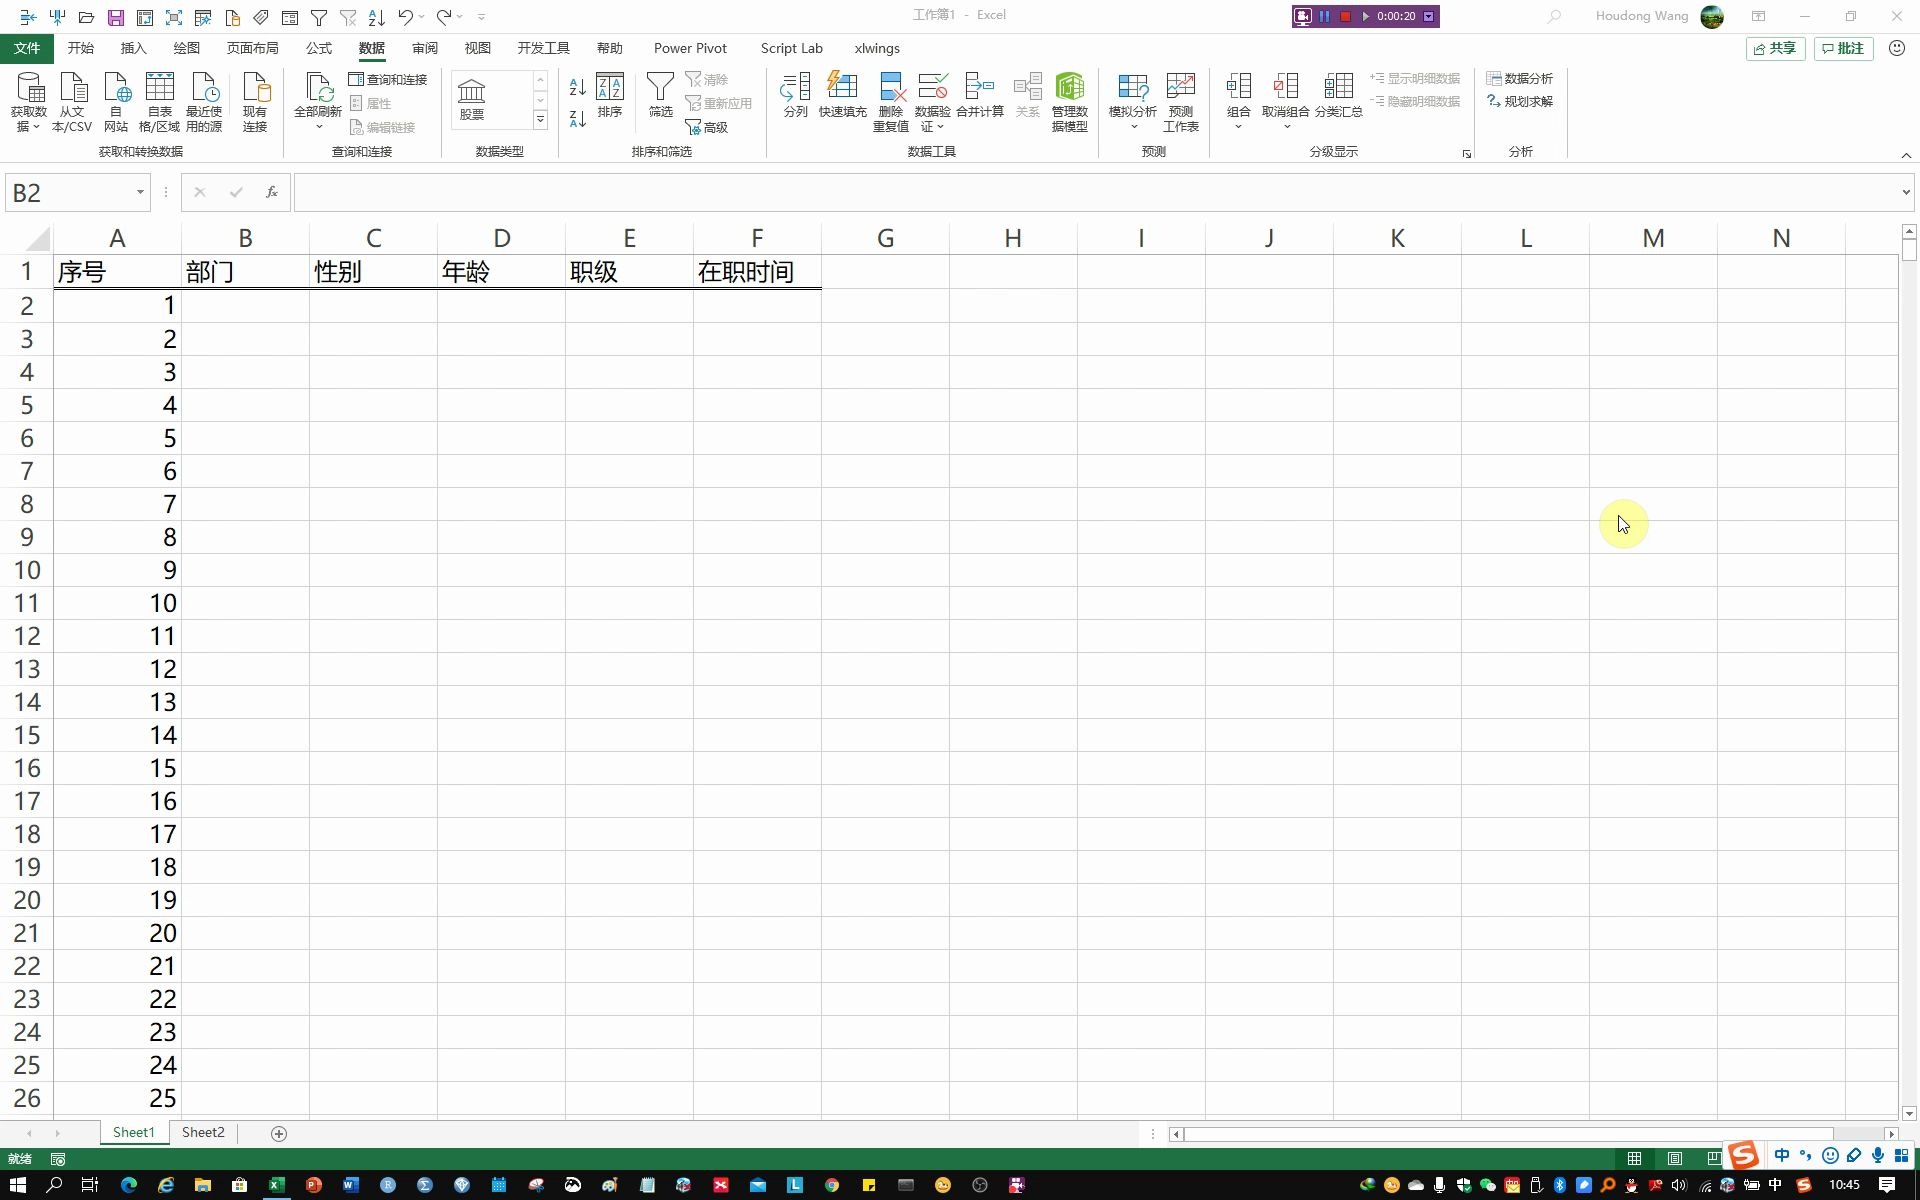 工作簿1 - Excel
0:00:20
Houdong Wang
文件 开始 插入 绘图 页面布局 公式 数据 审阅 视图 开发工具 帮助 Power Pivot Script Lab xlwings 共享 批注
获取数据 从文本/CSV 自网站 自表格/区域 最近使用的源 现有连接
获取和转换数据
全部刷新 查询和连接 属性 编辑链接
查询和连接
股票
数据类型
排序 筛选 清除 重新应用 高级
排序和筛选
分列 快速填充 删除重复值 数据验证 合并计算 关系 管理数据模型
数据工具
模拟分析 预测工作表
预测
组合 取消组合 分类汇总 显示明细数据 隐藏明细数据
分级显示
数据分析 规划求解
分析
B2 fx
A B C D E F G H I J K L M N
1 序号 部门 性别 年龄 职级 在职时间
2 1
3 2
4 3
5 4
6 5
7 6
8 7
9 8
10 9
11 10
12 11
13 12
14 13
15 14
16 15
17 16
18 17
19 18
20 19
21 20
22 21
23 22
24 23
25 24
26 25
Sheet1 Sheet2
就绪
中
中 10:45